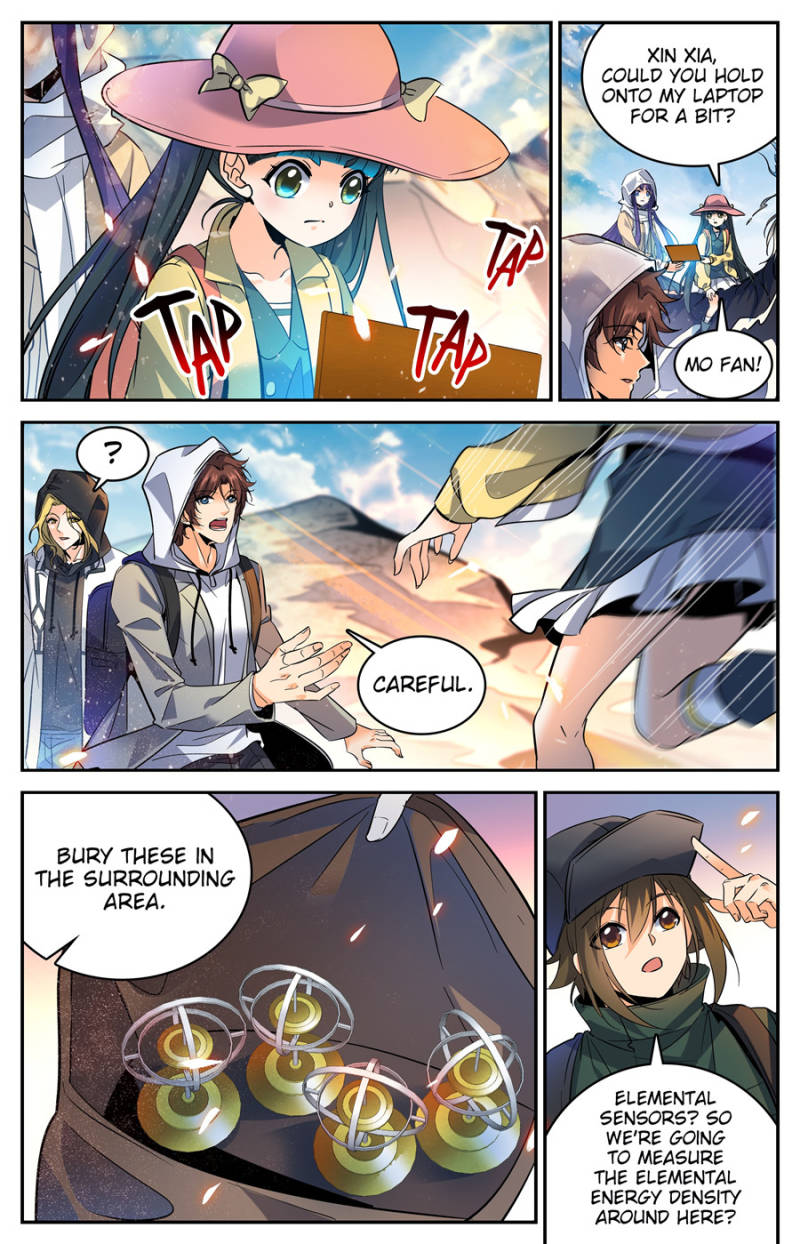 TAP
TAP
TAP
XIN XIA,
COULD YOU HOLD
ONTO MY LAPTOP
FOR A BIT?
MO FAN!
?
CAREFUL.
BURY THESE IN
THE SURROUNDING
AREA.
ELEMENTAL
SENSORS? SO
WE'RE GOING
TO MEASURE
THE ELEMENTAL
ENERGY DENSITY
AROUND HERE?